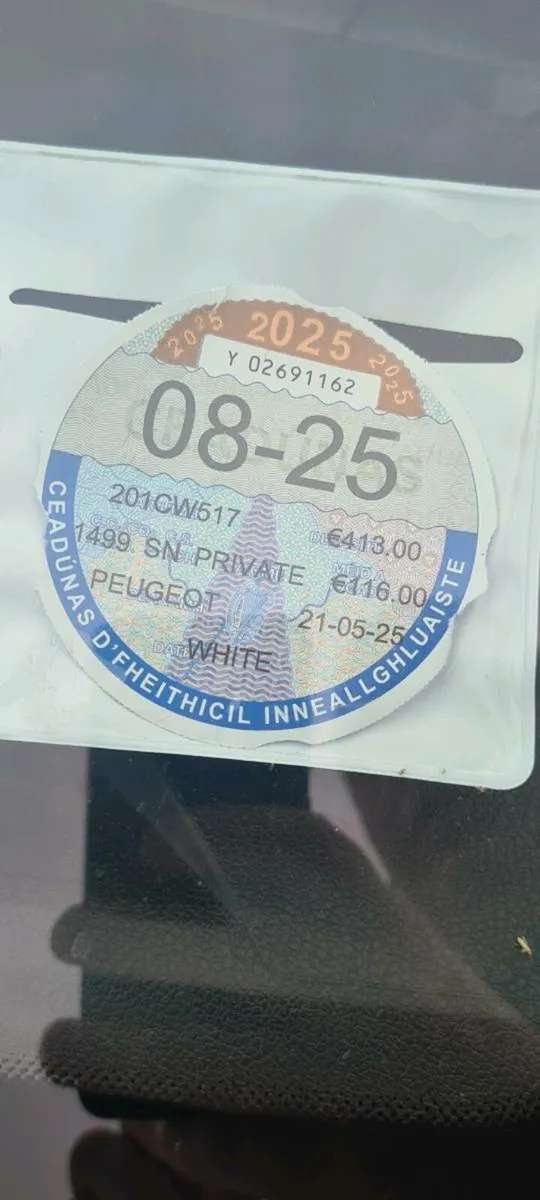 2025 2025 2025
Y 02691162
08-25
201CW517 €413.00
1499 SN PRIVATE €116.00
PEUGEOT 21-05-25
WHITE
CEADÚNAS D'FHEITHICIL INNEALLGHLUAISTE